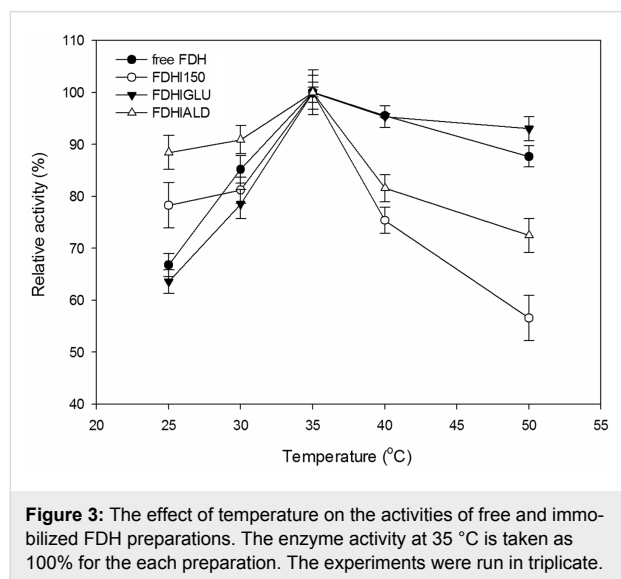 110
100
90
80
70
60
50
40
Relative activity (%)
free FDH
FDHI150
FDHIGLU
FDHIALD
20 25 30 35 40 45 50 55
Temperature (°C)
Figure 3: The effect of temperature on the activities of free and immo-
bilized FDH preparations. The enzyme activity at 35 °C is taken as
100% for the each preparation. The experiments were run in triplicate.